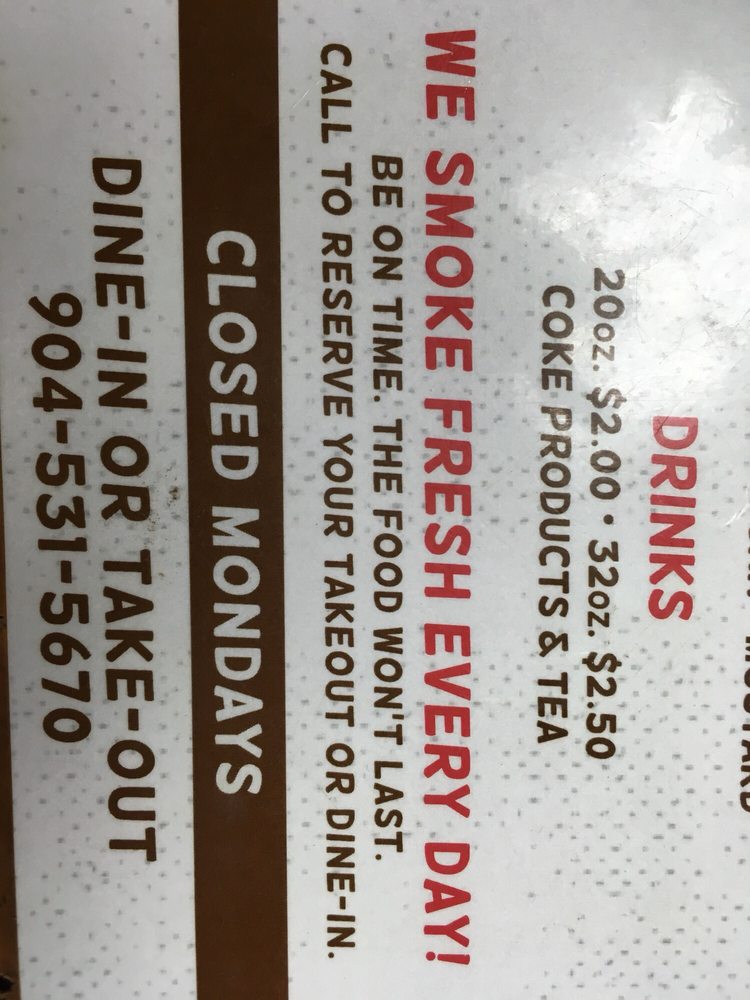 DRINKS
20oz. $2.00 • 32oz. $2.50
COKE PRODUCTS & TEA
WE SMOKE FRESH EVERY DAY!
BE ON TIME. THE FOOD WON'T LAST.
CALL TO RESERVE YOUR TAKEOUT OR DINE-IN.
CLOSED MONDAYS
DINE-IN OR TAKE-OUT
904-531-5670